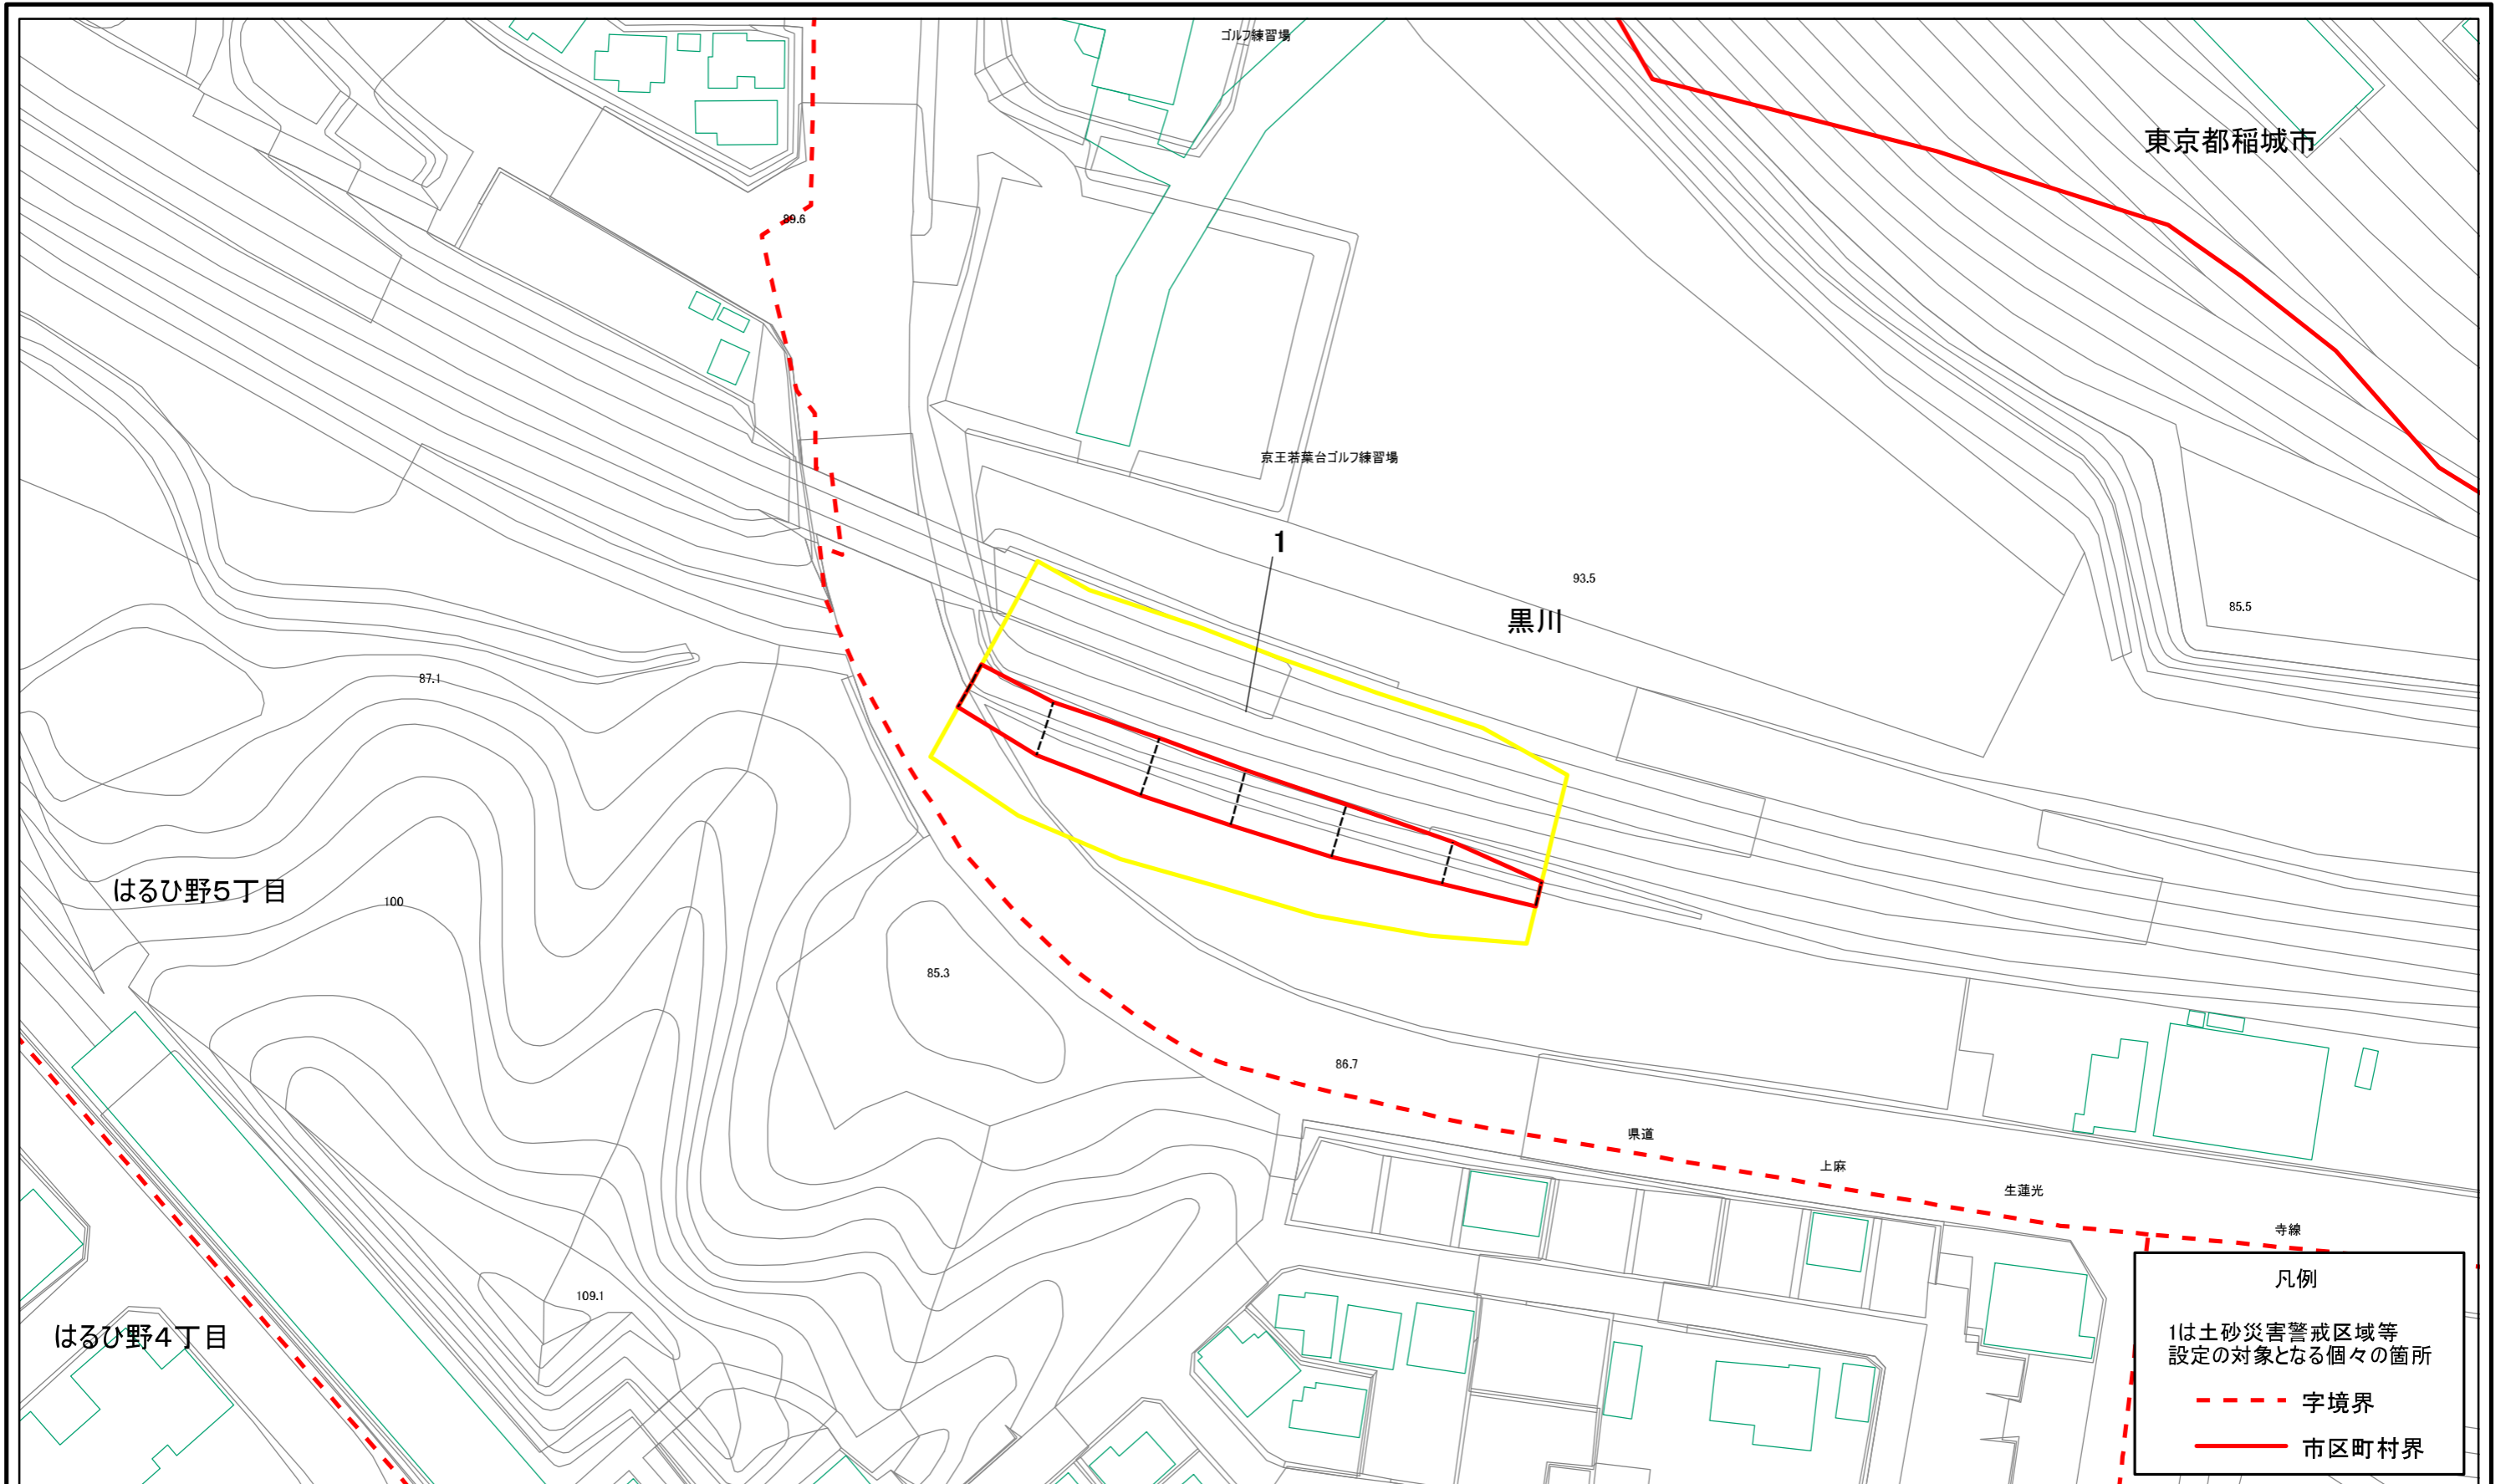 ゴルフ練習場
東京都稲城市
89.6
京王若葉台ゴルフ練習場
1
93.5
85.5
黒川
87.1
はるひ野5丁目
100
85.3
86.7
県道
上麻
生蓮光
寺線
109.1
はるひ野4丁目
凡例
1は土砂災害警戒区域等
設定の対象となる個々の箇所
字境界
市区町村界